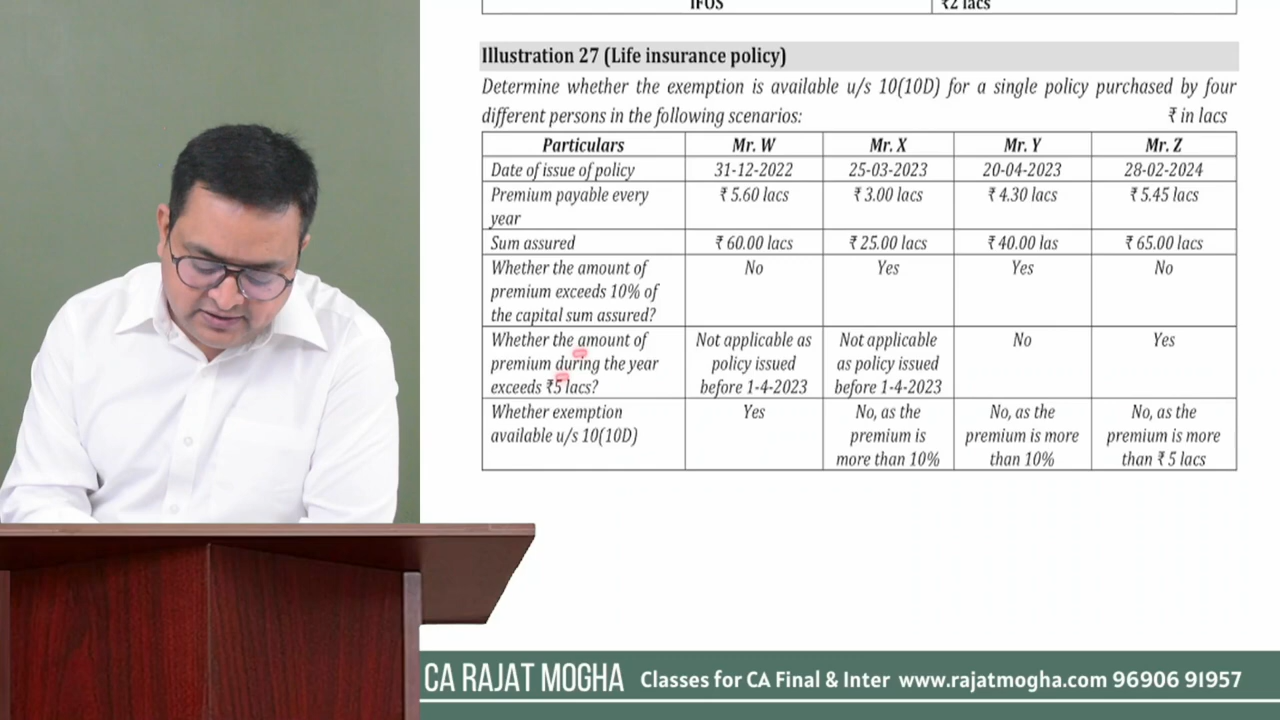 IFOS ₹2 lacs
Illustration 27 (Life insurance policy)
Determine whether the exemption is available u/s 10(10D) for a single policy purchased by four
different persons in the following scenarios: ₹ in lacs
Particulars Mr. W Mr. X Mr. Y Mr. Z
Date of issue of policy 31-12-2022 25-03-2023 20-04-2023 28-02-2024
Premium payable every ₹ 5.60 lacs ₹ 3.00 lacs ₹ 4.30 lacs ₹ 5.45 lacs
year
Sum assured ₹ 60.00 lacs ₹ 25.00 lacs ₹ 40.00 las ₹ 65.00 lacs
Whether the amount of No Yes Yes No
premium exceeds 10% of
the capital sum assured?
Whether the amount of Not applicable as Not applicable No Yes
premium during the year policy issued as policy issued
exceeds ₹5 lacs? before 1-4-2023 before 1-4-2023
Whether exemption Yes No, as the No, as the No, as the
available u/s 10(10D) premium is premium is more premium is more
more than 10% than 10% than ₹ 5 lacs
CA RAJAT MOGHA Classes for CA Final & Inter www.rajatmogha.com 96906 91957